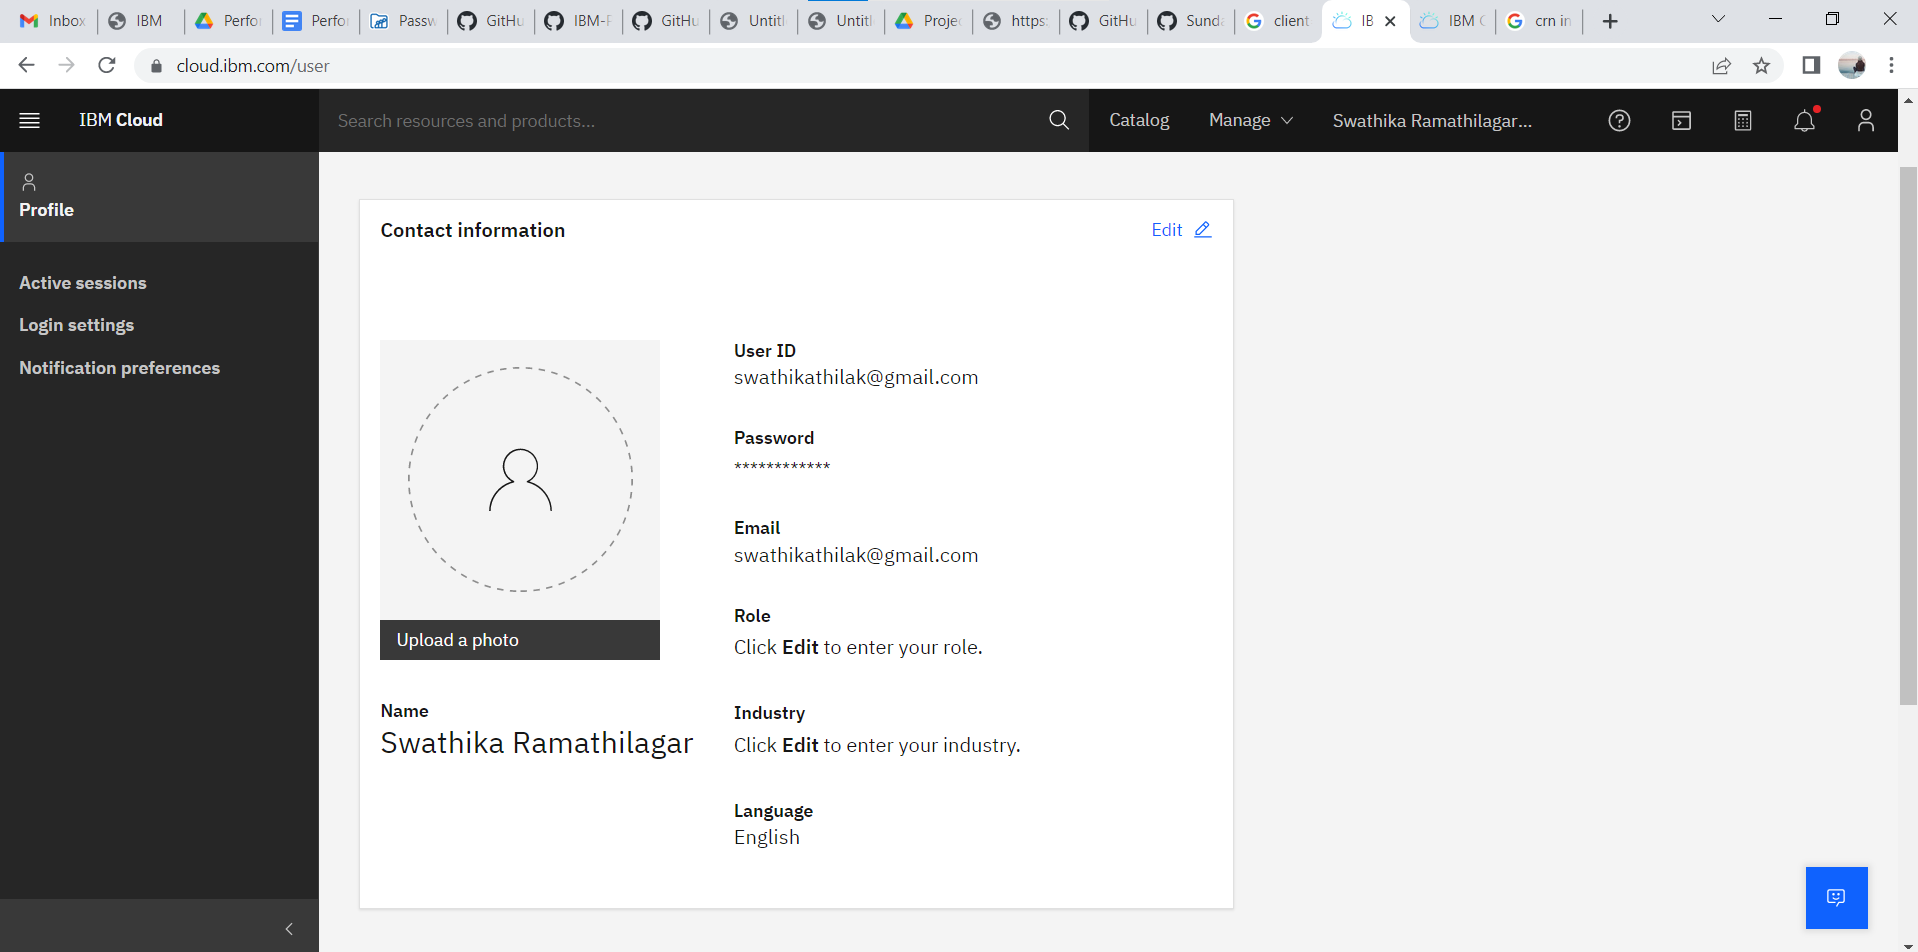 Inbox
IBM
Perfo
Perfo
Passw
GitHu
IBM-F
GitHu
Untitl
Untitl
Projec
https:
GitHu
Sunda
client
IB
IBM C
crn in
cloud.ibm.com/user
IBM Cloud
Search resources and products...
Catalog
Manage
Swathika Ramathilagar...
Profile
Active sessions
Login settings
Notification preferences
Contact information
Edit
User ID
swathikathilak@gmail.com
Password
************
Email
swathikathilak@gmail.com
Role
Click Edit to enter your role.
Upload a photo
Name
Swathika Ramathilagar
Industry
Click Edit to enter your industry.
Language
English